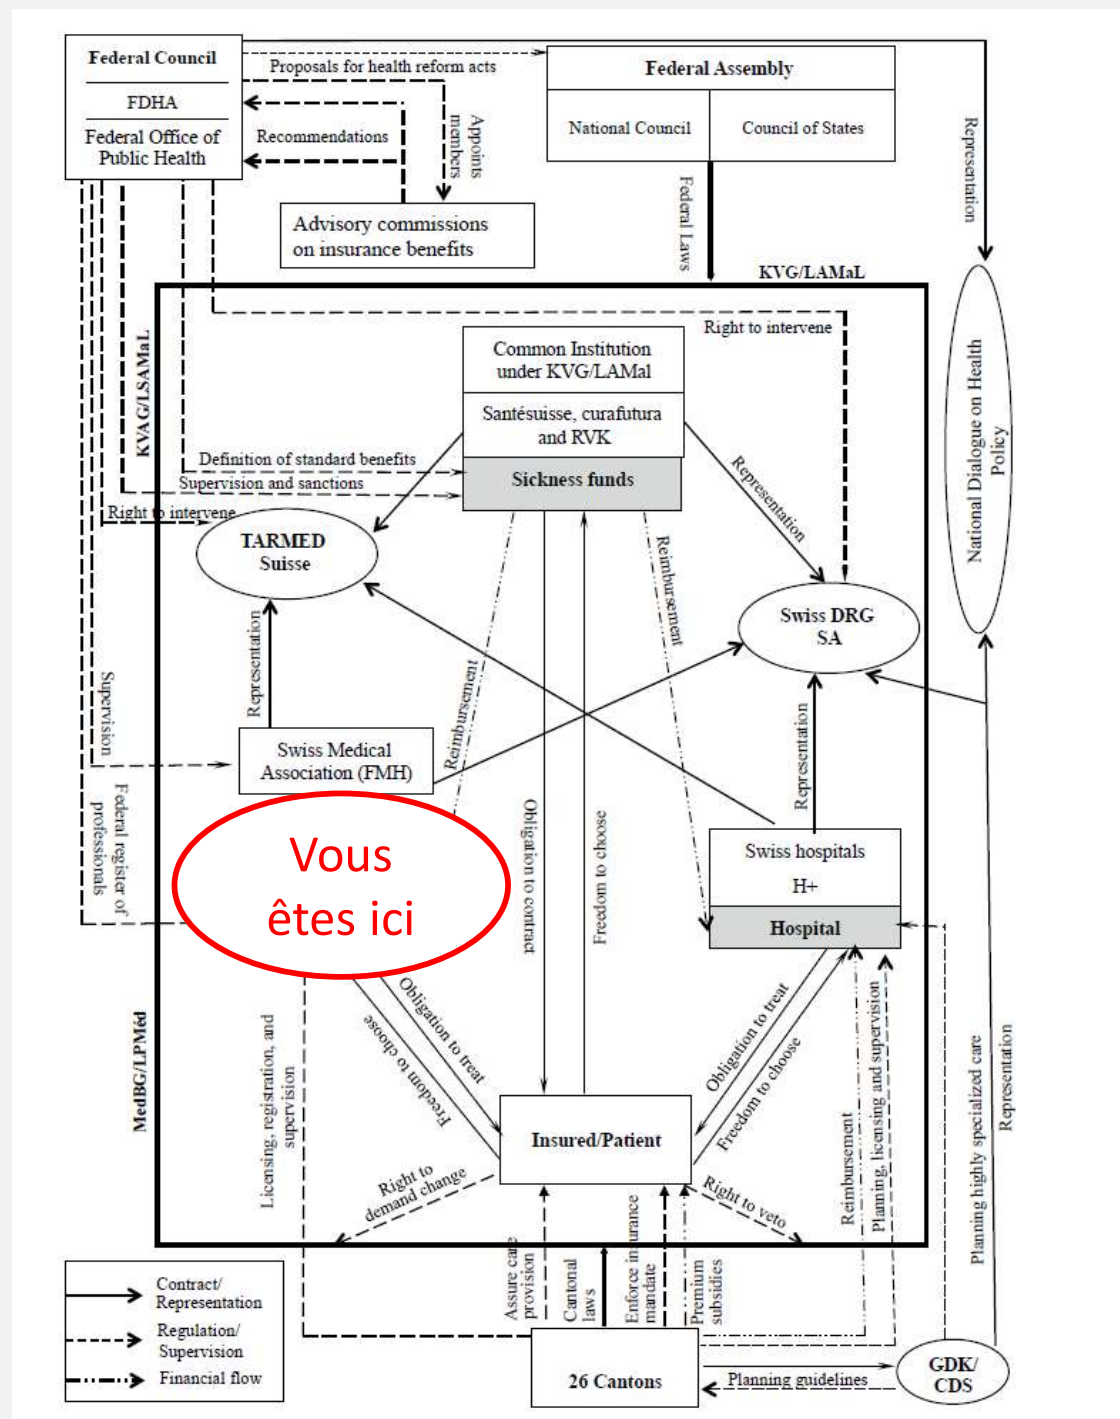 Federal Council
FDHA
Federal Office of
Public Health
Proposals for health reform acts
Recommendations
Appoints
members
Federal Assembly
National Council
Council of States
Representation
Advisory commissions
on insurance benefits
Federal Laws
KVG/LAMaL
KVAG/LSAMaL
Right to intervene
Common Institution
under KVG/LAMal
Santésuisse, curafutura
and RVK
Sickness funds
Definition of standard benefits
Supervision and sanctions
Right to intervene
TARMED
Suisse
Representation
Reimbursement
National Dialogue on Health
Policy
Swiss DRG
SA
Representation
Reimbursement
Supervision
Swiss Medical
Association (FMH)
Federal register of
professionals
Vous
êtes ici
Obligation to contract
Freedom to choose
Representation
Swiss hospitals
H+
Hospital
MedBG/LPMéd
Licensing, registration, and
supervision
Obligation to treat
Freedom to choose
Obligation to treat
Freedom to choose
Insured/Patient
Right to
demand change
Right to veto
Reimbursement
Planning, licensing and supervision
Planning highly specialized care
Representation
Assure care
provision
Cantonal
laws
Enforce insurance
mandate
Premium
subsidies
Contract/
Representation
Regulation/
Supervision
Financial flow
26 Cantons
Planning guidelines
GDK/
CDS